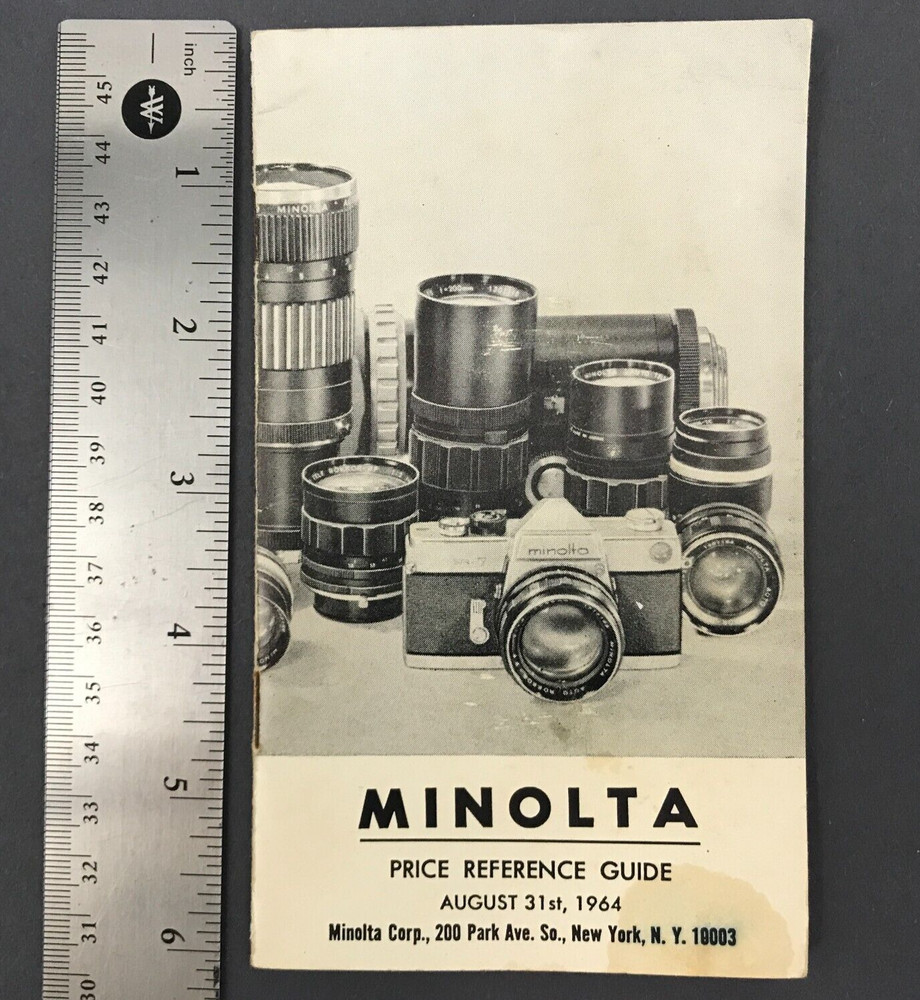 inch
1
2
3
4
5
6
45
44
43
42
41
40
39
38
37
36
35
34
33
32
31
30
MINOLTA
f=200mm
minolta
MINOLTA
PRICE REFERENCE GUIDE
AUGUST 31st, 1964
Minolta Corp., 200 Park Ave. So., New York, N. Y. 10003